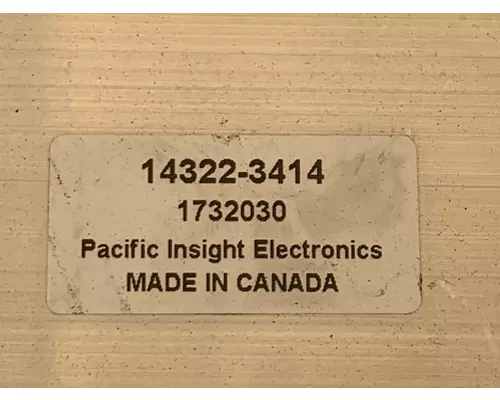 14322-3414
1732030
Pacific Insight Electronics
MADE IN CANADA